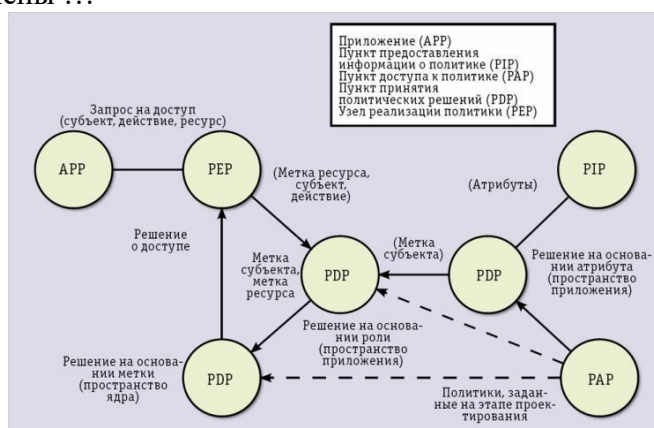 Приложение (APP)
Пункт предоставления
информации о политике (PIP)
Пункт доступа к политике (PAP)
Пункт принятия
политических решений (PDP)
Узел реализации политики (PEP)
Запрос на доступ
(субъект, действие, ресурс)
APP
PEP
(Метка ресурса,
субъект,
действие)
(Атрибуты)
PIP
Решение
о доступе
Метка
субъекта,
метка
ресурса
PDP
(Метка
субъекта)
PDP
Решение на основа-
нии атрибута
(пространство
приложения)
Решение на основа-
нии роли
(пространство
приложения)
Решение на основа-
нии метки
(пространство
ядра)
PDP
PAP
Политики, задан-
ные на этапе проек-
тирования